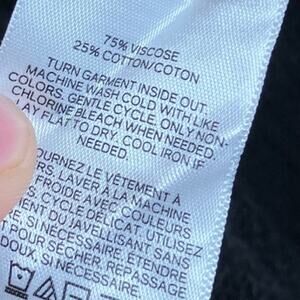 75% VISCOSE
25% COTTON/COTON
TURN GARMENT INSIDE OUT.
MACHINE WASH COLD WITH LIKE
COLORS, GENTLE CYCLE. ONLY NON-
CHLORINE BLEACH WHEN NEEDED.
LAY FLAT TO DRY. COOL IRON IF
NEEDED.
LE VÊTEMENT À
LAVER À LA MACHINE
FROIDE AVEC COULEURS
CYCLE DÉLICAT. UTILISEZ
DU JAVELLISANT SANS
SI NÉCESSAIRE. ÉTENDRE
POUR SÉCHER. REPASSAGE
DOUX, SI NÉCESSAIRE.